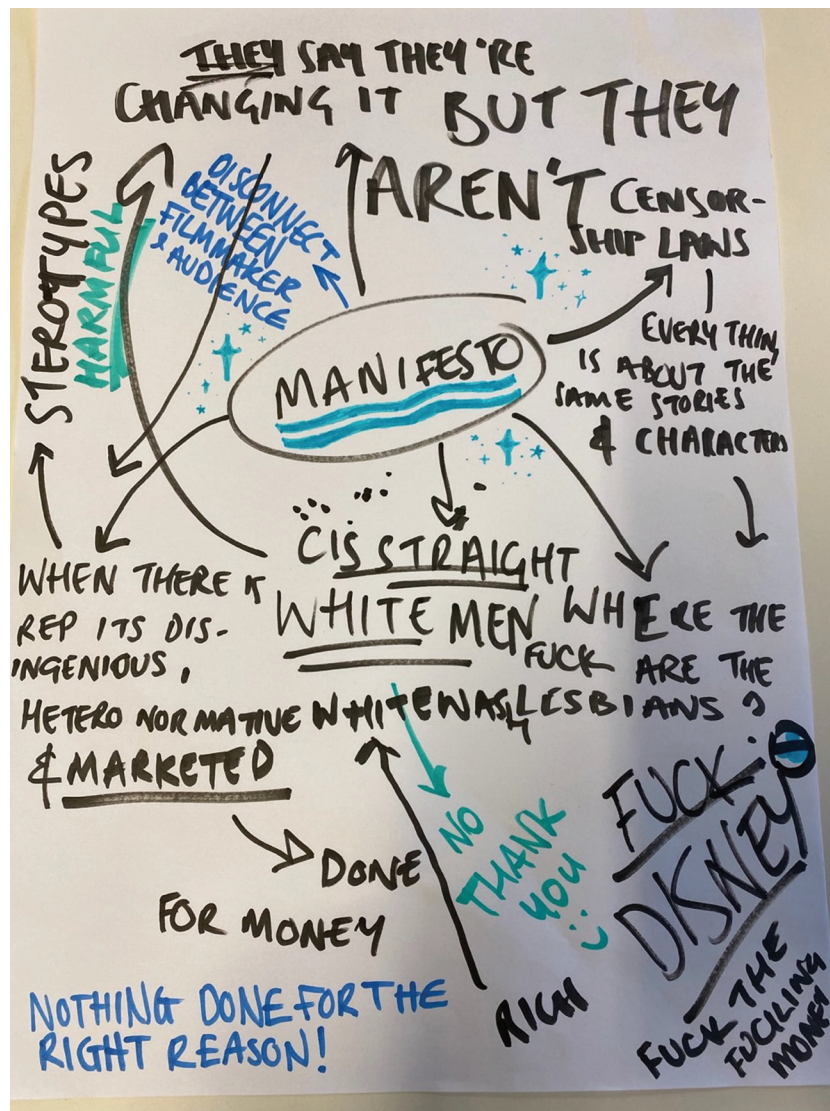 THEY SAY THEY'RE
CHANGING IT BUT THEY
AREN'T
CENSOR-
SHIP LAWS
EVERYTHIN
IS ABOUT THE
SAME STORIES
& CHARACTERS
DISCONNECT
BETWEEN
FILMMAKER
& AUDIENCE
STEROTYPES
HARMFUL
MANIFESTO
CIS STRAIGHT
WHITE MEN
WHERE THE
FUCK ARE THE
LESBIANS?
WHEN THERE IS
REP ITS DIS-
INGENIOUS,
HETERO NORMATIVE WHITEWASH
& MARKETED
DONE
FOR MONEY
NO
THANK
YOU :)
RICH
NOTHING DONE FOR THE
RIGHT REASON!
FUCK
DISNEY
FUCK THE
FUCKING
MONEY